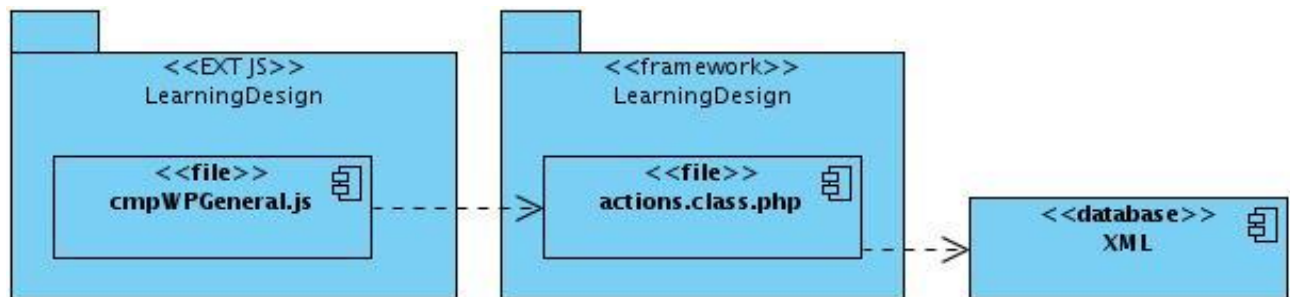 <<EXT JS>>
LearningDesign
<<file>>
cmpWPGeneral.js
<<framework>>
LearningDesign
<<file>>
actions.class.php
<<database>>
XML